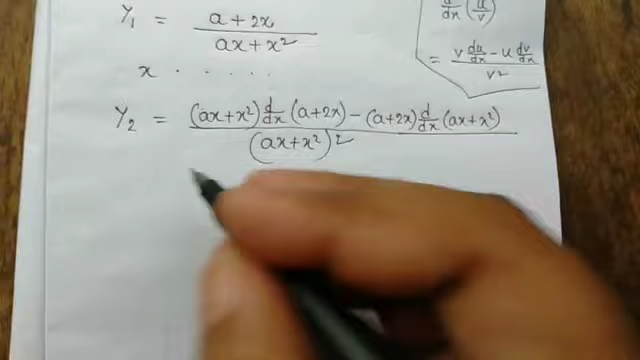 Y₁ = (a + 2x)/(ax + x²)
x . . . . . .
Y₂ = ((ax + x²) d/dx (a + 2x) − (a + 2x) d/dx (ax + x²))/(ax + x²)²
d/dx (u/v)
= (v du/dx − u dv/dx)/v²